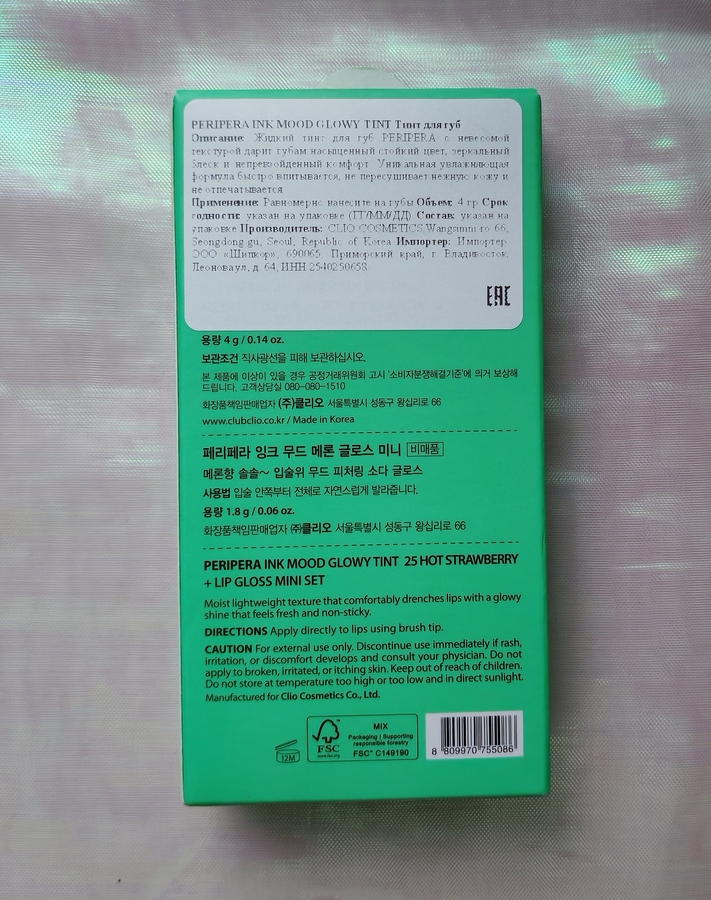 PERIPERA INK MOOD GLOWY TINT Тинт для губ
Описание: Жидкий тинт для губ PERIPERA с невесомой
текстурой дарит губам насыщенный стойкий цвет, зеркальный
блеск и непревзойденный комфорт. Уникальная увлажняющая
формула быстро впитывается, не пересушивает нежную кожу и
не отпечатывается.
Применение: Равномерно нанесите на губы Объем: 4 гр Срок
годности: указан на упаковке (ГГ/ММ/ДД) Состав: указан на
упаковке Производитель: CLIO COSMETICS, Wangsimni-ro 66,
Seongdong-gu, Seoul, Republic of Korea Импортер: Импортер
ООО «Шипкор», 690065, Приморский край, г Владивосток,
Леонова ул, д 64, ИНН 2540250658
EAC
용량 4 g / 0.14 oz.
보관조건 직사광선을 피해 보관하십시오.
본 제품에 이상이 있을 경우 공정거래위원회 고시 '소비자분쟁해결기준'에 의거 보상해
드립니다. 고객상담실 080-080-1510
화장품책임판매업자 (주)클리오 서울특별시 성동구 왕십리로 66
www.clubclio.co.kr / Made in Korea
페리페라 잉크 무드 메론 글로스 미니 비매품
메론향 솔솔~ 입술위 무드 피처링 소다 글로스
사용법 입술 안쪽부터 전체로 자연스럽게 발라줍니다.
용량 1.8 g / 0.06 oz.
화장품책임판매업자 ㈜클리오 서울특별시 성동구 왕십리로 66
PERIPERA INK MOOD GLOWY TINT 25 HOT STRAWBERRY
+ LIP GLOSS MINI SET
Moist lightweight texture that comfortably drenches lips with a glowy
shine that feels fresh and non-sticky.
DIRECTIONS Apply directly to lips using brush tip.
CAUTION For external use only. Discontinue use immediately if rash,
irritation, or discomfort develops and consult your physician. Do not
apply to broken, irritated, or itching skin. Keep out of reach of children.
Do not store at temperature too high or too low and in direct sunlight.
Manufactured for Clio Cosmetics Co., Ltd.
12M
FSC
www.fsc.org
MIX
Packaging | Supporting
responsible forestry
FSC™ C149190
8 809970 755086